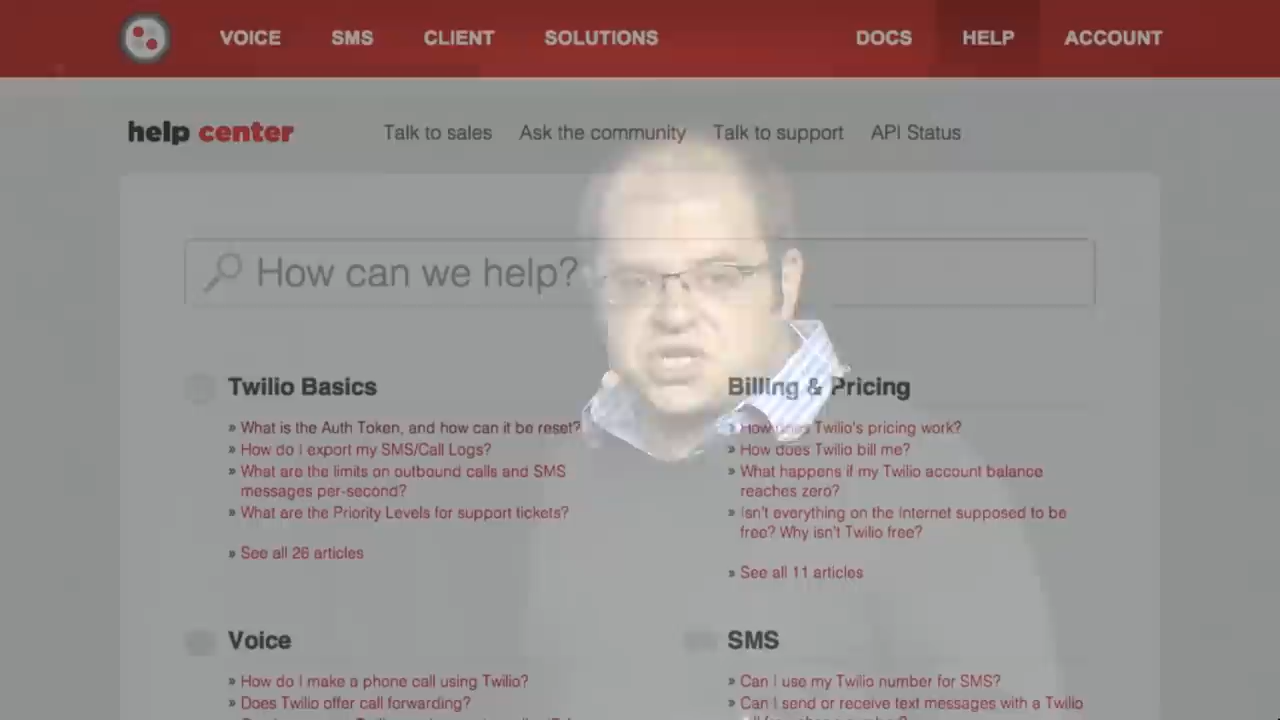 VOICE SMS CLIENT SOLUTIONS DOCS HELP ACCOUNT
help center Talk to sales Ask the community Talk to support API Status
How can we help?
Twilio Basics
» What is the Auth Token, and how can it be reset?
» How do I export my SMS/Call Logs?
» What are the limits on outbound calls and SMS
messages per-second?
» What are the Priority Levels for support tickets?
» See all 26 articles
Billing & Pricing
» How does Twilio's pricing work?
» How does Twilio bill me?
» What happens if my Twilio account balance
reaches zero?
» Isn't everything on the internet supposed to be
free? Why isn't Twilio free?
» See all 11 articles
Voice
» How do I make a phone call using Twilio?
» Does Twilio offer call forwarding?
SMS
» Can I use my Twilio number for SMS?
» Can I send or receive text messages with a Twilio